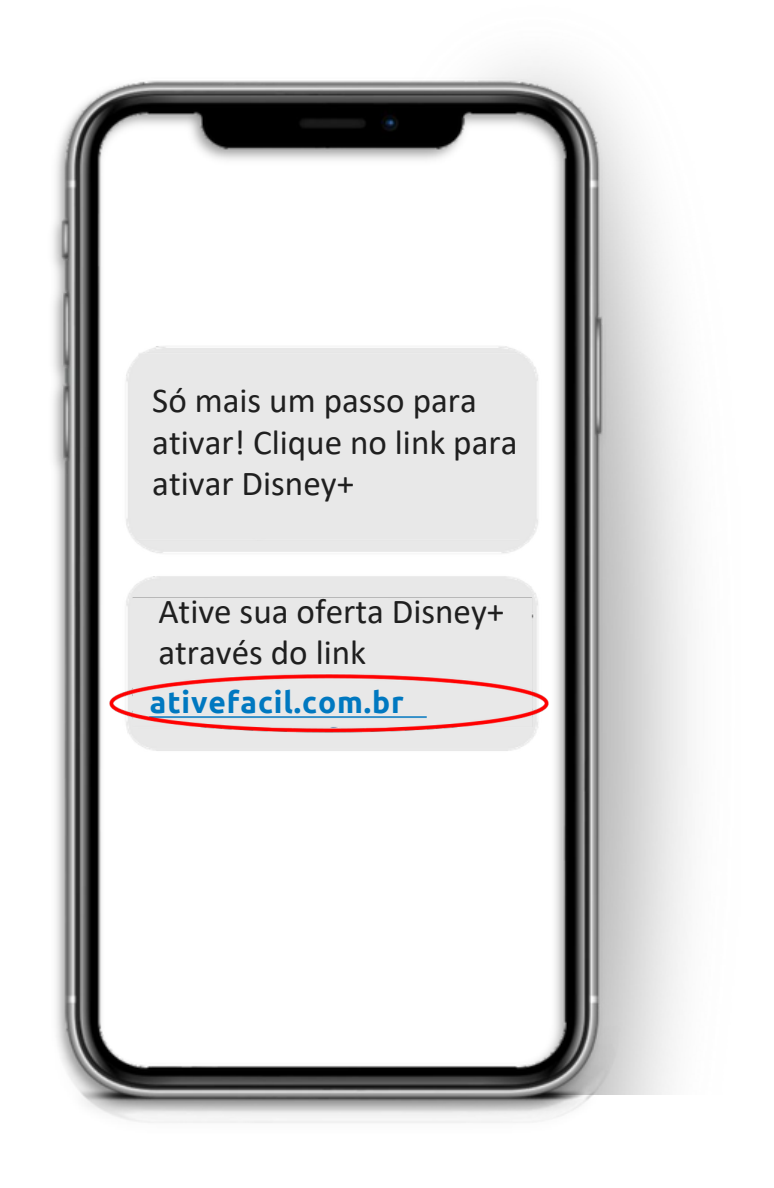 Só mais um passo para
ativar! Clique no link para
ativar Disney+
Ative sua oferta Disney+
através do link
ativefacil.com.br